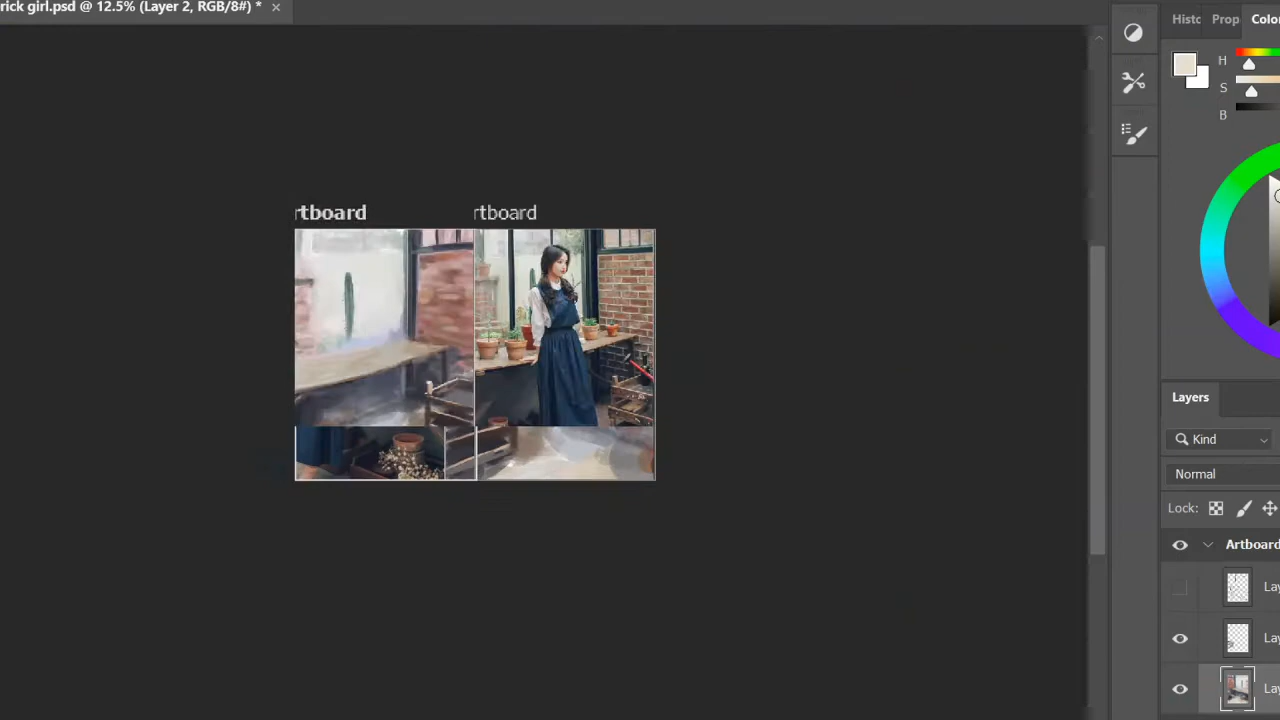 rick girl.psd @ 12.5% (Layer 2, RGB/8#) *
Histo
Prop
Color
H
S
B
rtboard
rtboard
Layers
Kind
Normal
Lock:
Artboard
Lay
Lay
Lay